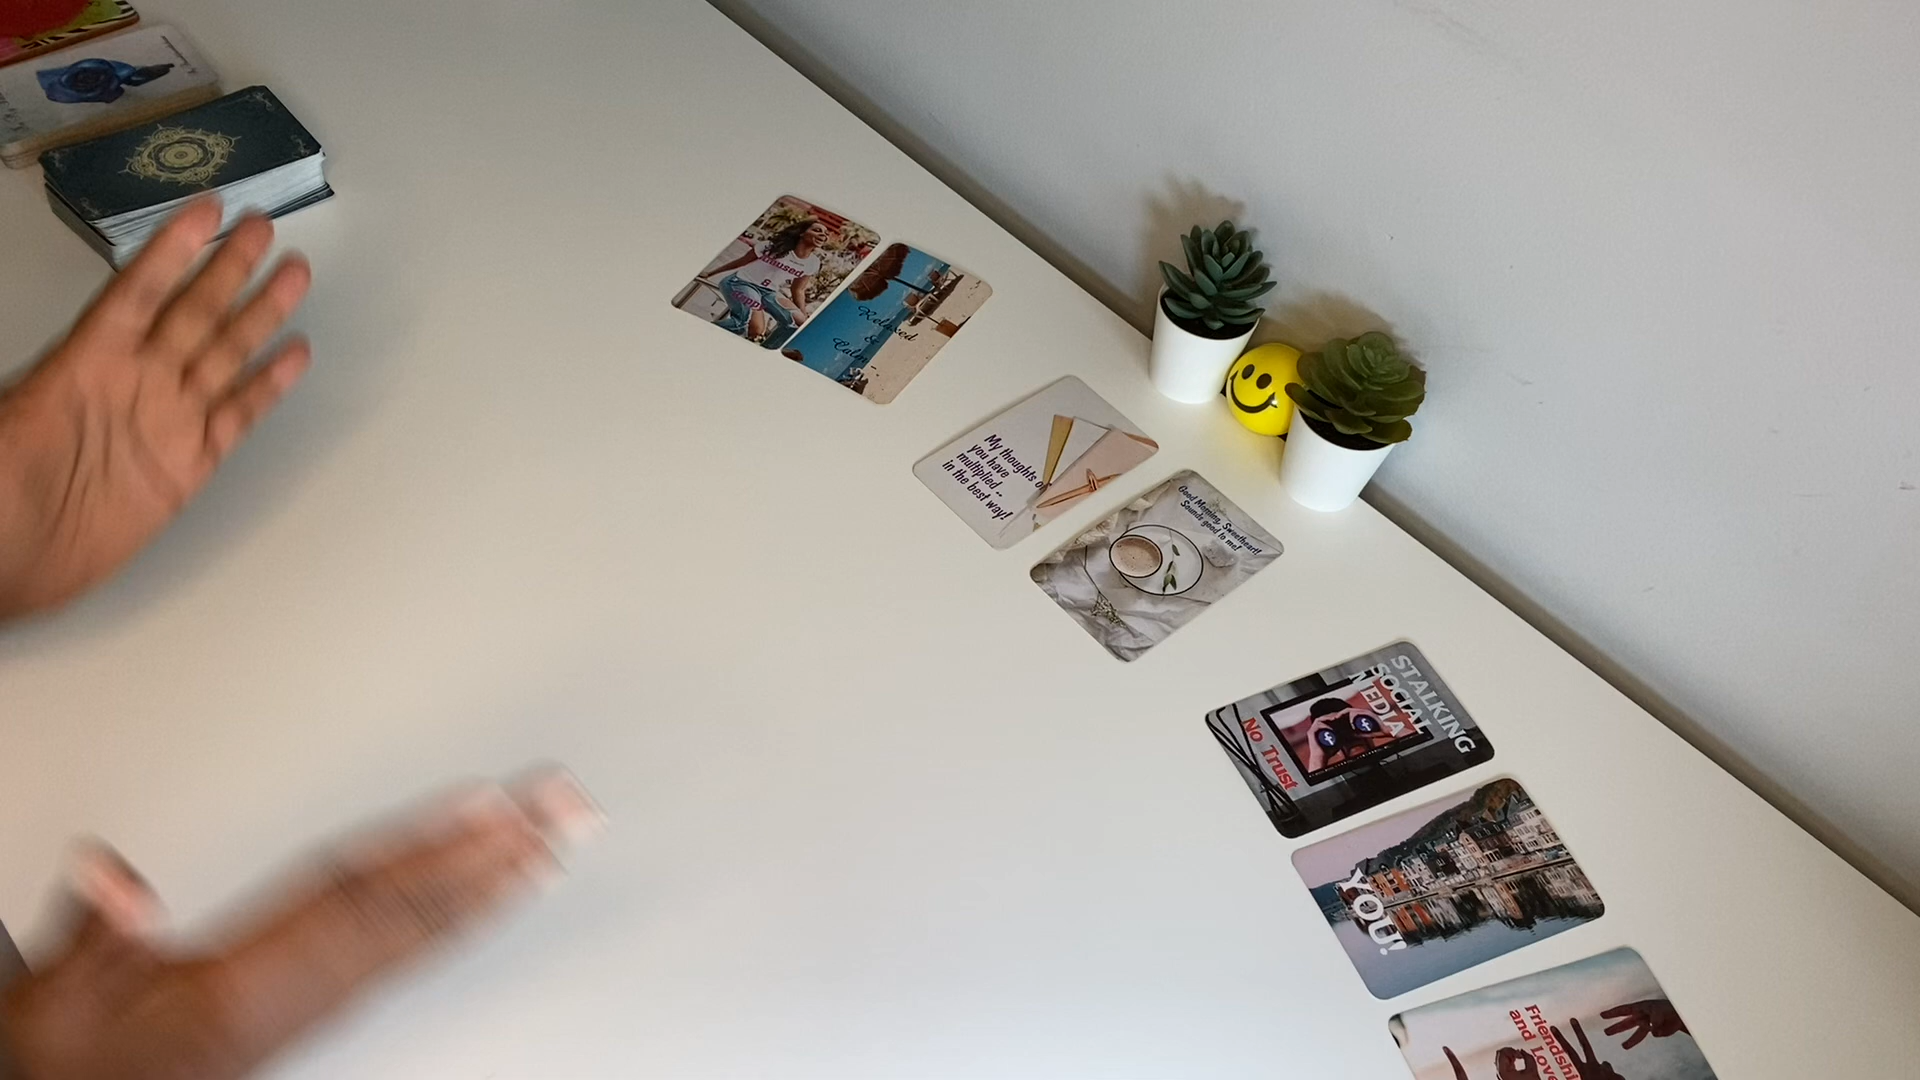 &
Happy
Relaxed
&
Calm
My thoughts of
you have
multiplied --
in the best way!
Good Morning, Sweetheart!
Sounds good to me!
STALKING
SOCIAL
MEDIA
No Trust
YOU!
and Love